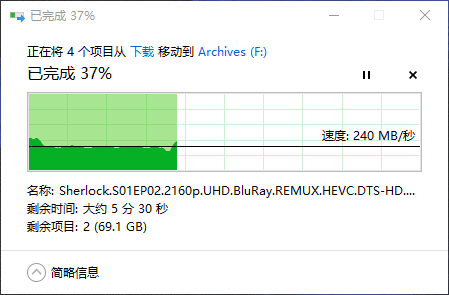 已完成 37%
正在将 4 个项目从 下载 移动到 Archives (F:)
已完成 37%
速度: 240 MB/秒
名称: Sherlock.S01EP02.2160p.UHD.BluRay.REMUX.HEVC.DTS-HD....
剩余时间: 大约 5 分 30 秒
剩余项目: 2 (69.1 GB)
简略信息